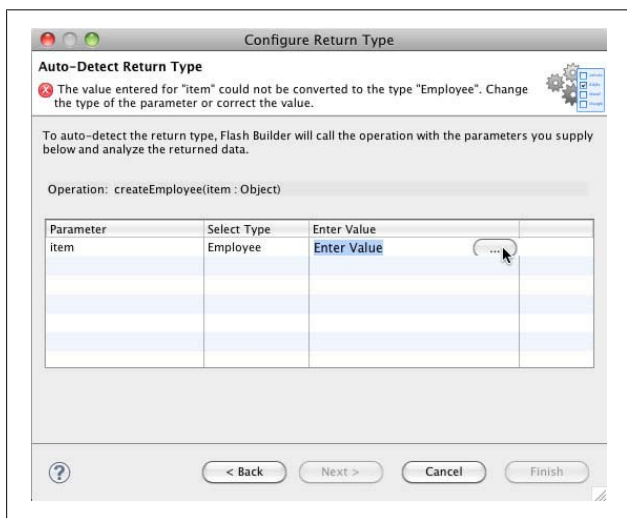 Configure Return Type
Auto-Detect Return Type
The value entered for "item" could not be converted to the type "Employee". Change
the type of the parameter or correct the value.
To auto-detect the return type, Flash Builder will call the operation with the parameters you supply
below and analyze the returned data.
Operation: createEmployee(item : Object)
Parameter Select Type Enter Value
item Employee Enter Value ...
? < Back Next > Cancel Finish